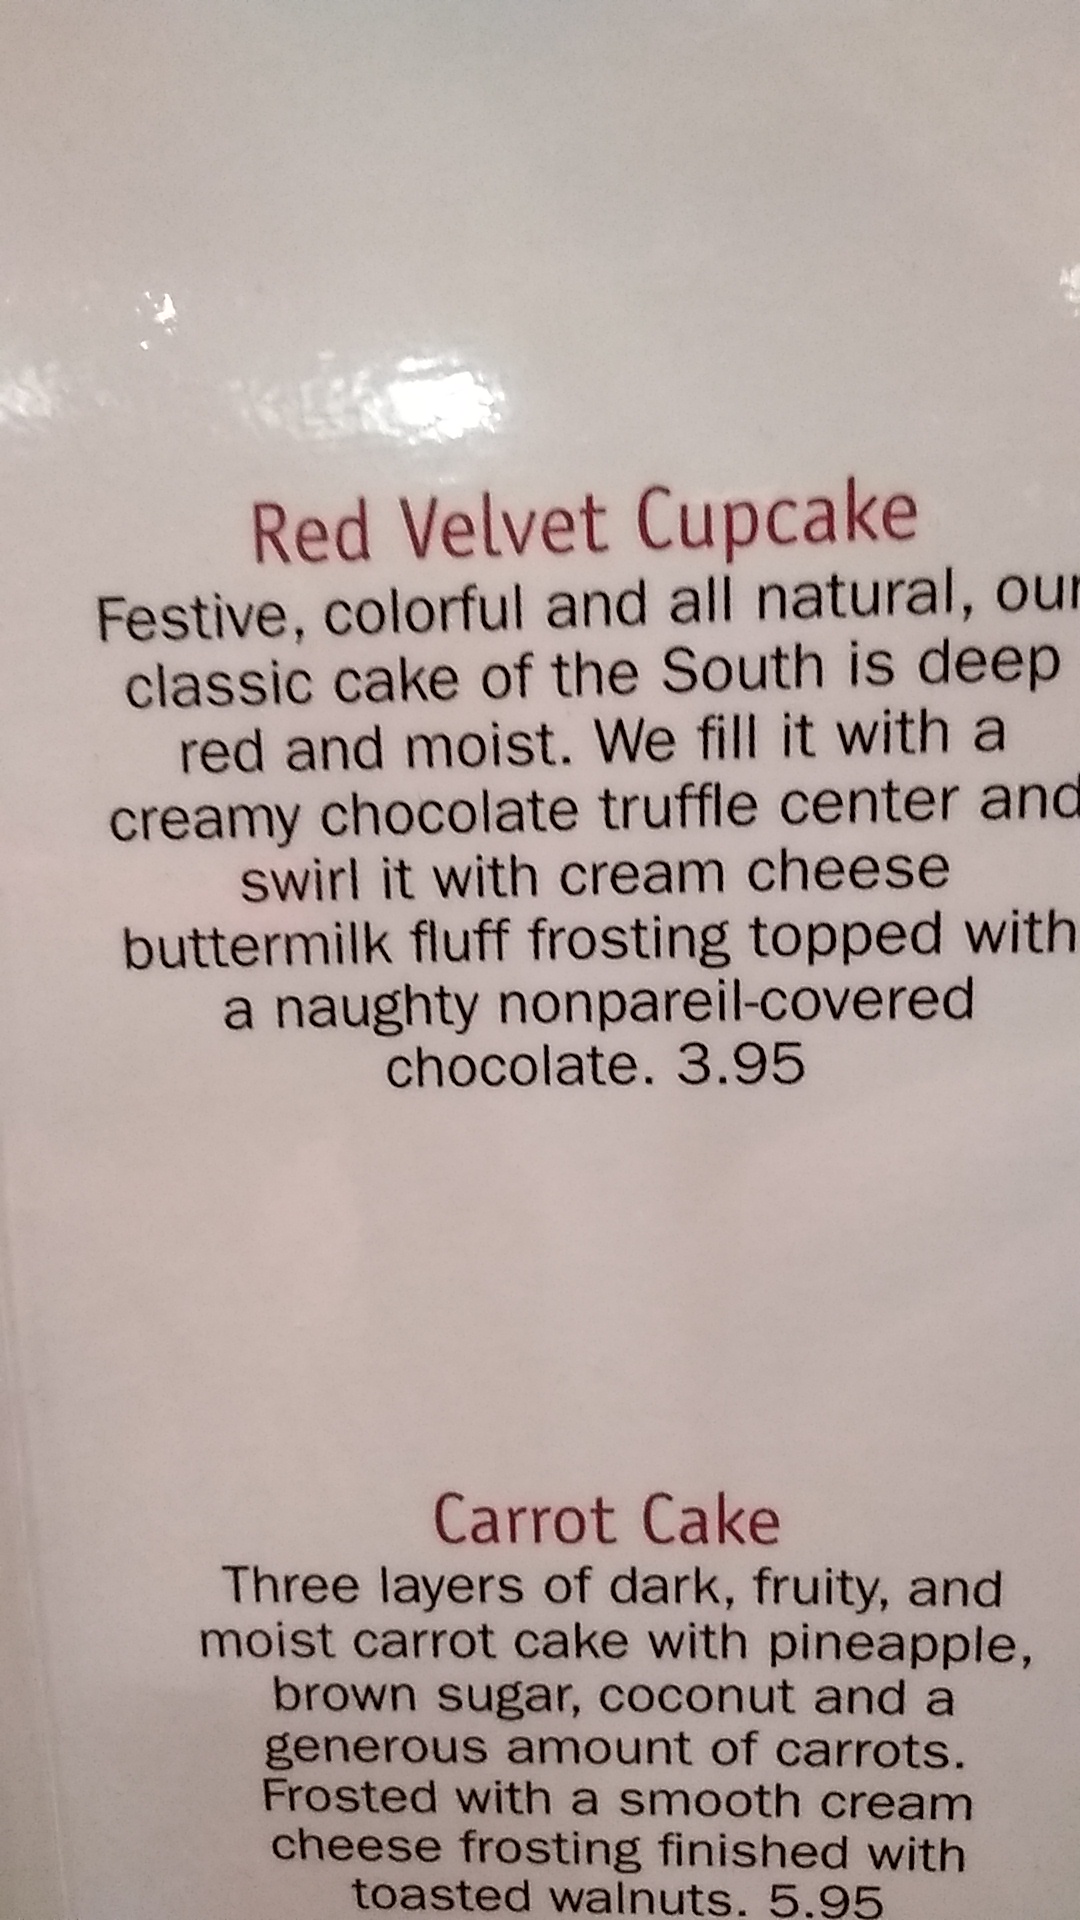 Red Velvet Cupcake
Festive, colorful and all natural, our
classic cake of the South is deep
red and moist. We fill it with a
creamy chocolate truffle center and
swirl it with cream cheese
buttermilk fluff frosting topped with
a naughty nonpareil-covered
chocolate. 3.95
Carrot Cake
Three layers of dark, fruity, and
moist carrot cake with pineapple,
brown sugar, coconut and a
generous amount of carrots.
Frosted with a smooth cream
cheese frosting finished with
toasted walnuts. 5.95